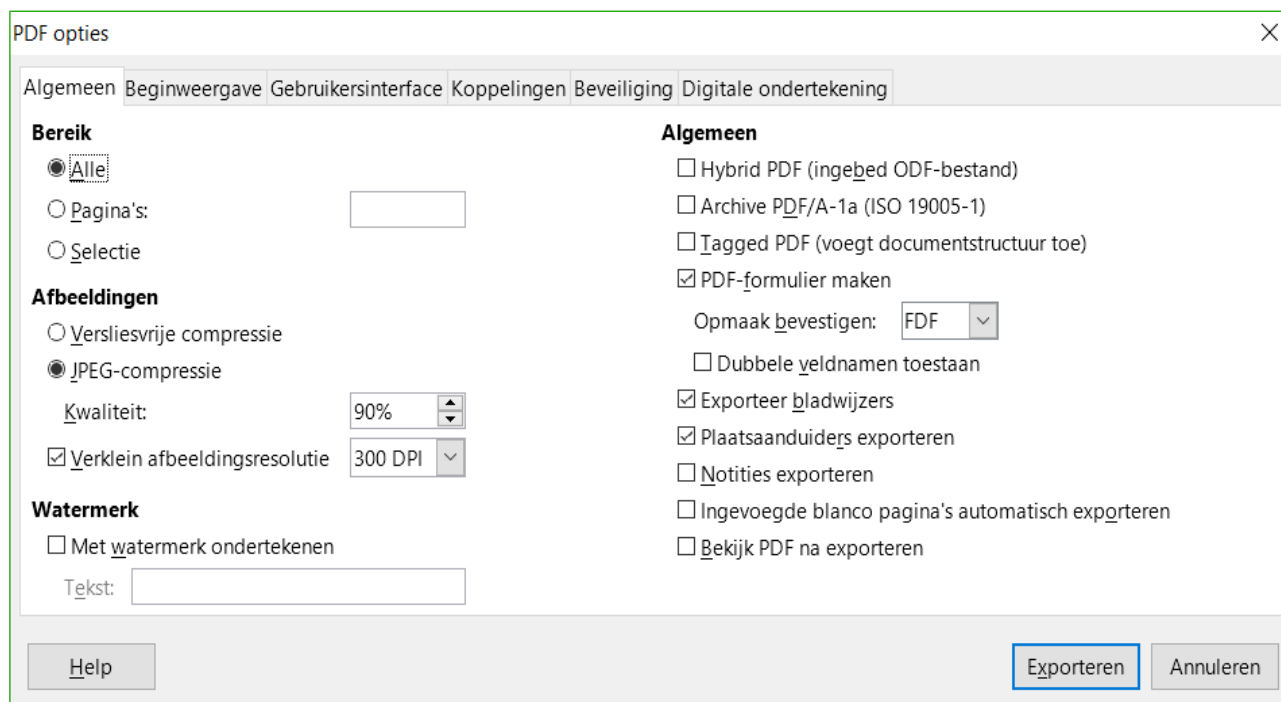 PDF opties
Algemeen Beginweergave Gebruikersinterface Koppelingen Beveiliging Digitale ondertekening
Bereik
Alle
Pagina's:
Selectie
Afbeeldingen
Versliesvrije compressie
JPEG-compressie
Kwaliteit: 90%
Verklein afbeeldingsresolutie 300 DPI
Watermerk
Met watermerk ondertekenen
Tekst:
Algemeen
Hybrid PDF (ingebed ODF-bestand)
Archive PDF/A-1a (ISO 19005-1)
Tagged PDF (voegt documentstructuur toe)
PDF-formulier maken
Opmaak bevestigen: FDF
Dubbele veldnamen toestaan
Exporteer bladwijzers
Plaatsaanduiders exporteren
Notities exporteren
Ingevoegde blanco pagina's automatisch exporteren
Bekijk PDF na exporteren
Help Exporteren Annuleren